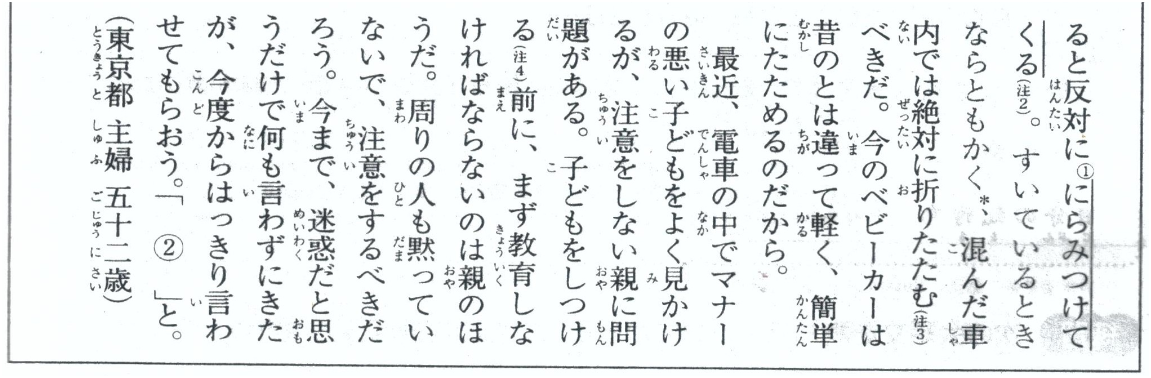 ると反対に①にらみつけて
くる(注2)。すいているとき
ならともかく*、混んだ車
内では絶対に折りたたむ(注3)
べきだ。今のベビーカーは
昔のとは違って軽く、簡単
にたためるのだから。
最近、電車の中でマナー
の悪い子どもをよく見かけ
るが、注意をしない親に問
題がある。子どもをしつけ
る(注4)前に、まず教育しな
ければならないのは親のほ
うだ。周りの人も黙ってい
ないで、注意をするべきだ
ろう。今まで、迷惑だと思
うだけで何も言わずにきた
が、今度からははっきり言わ
せてもらおう。「 ② 」と。
(東京都 主婦 五十二歳)